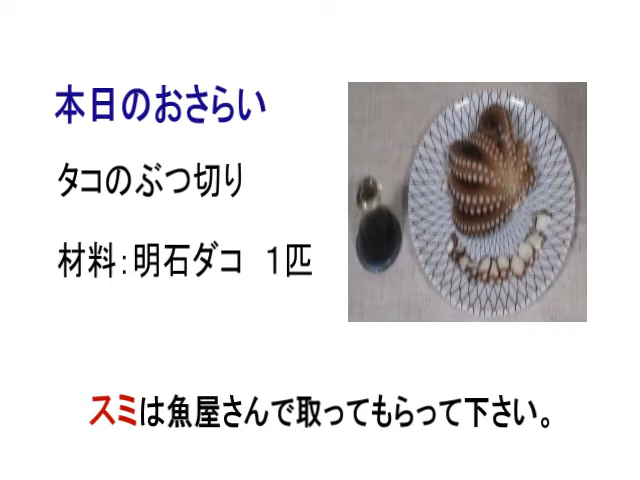 本日のおさらい
タコのぶつ切り
材料：明石ダコ　１匹
スミは魚屋さんで取ってもらって下さい。